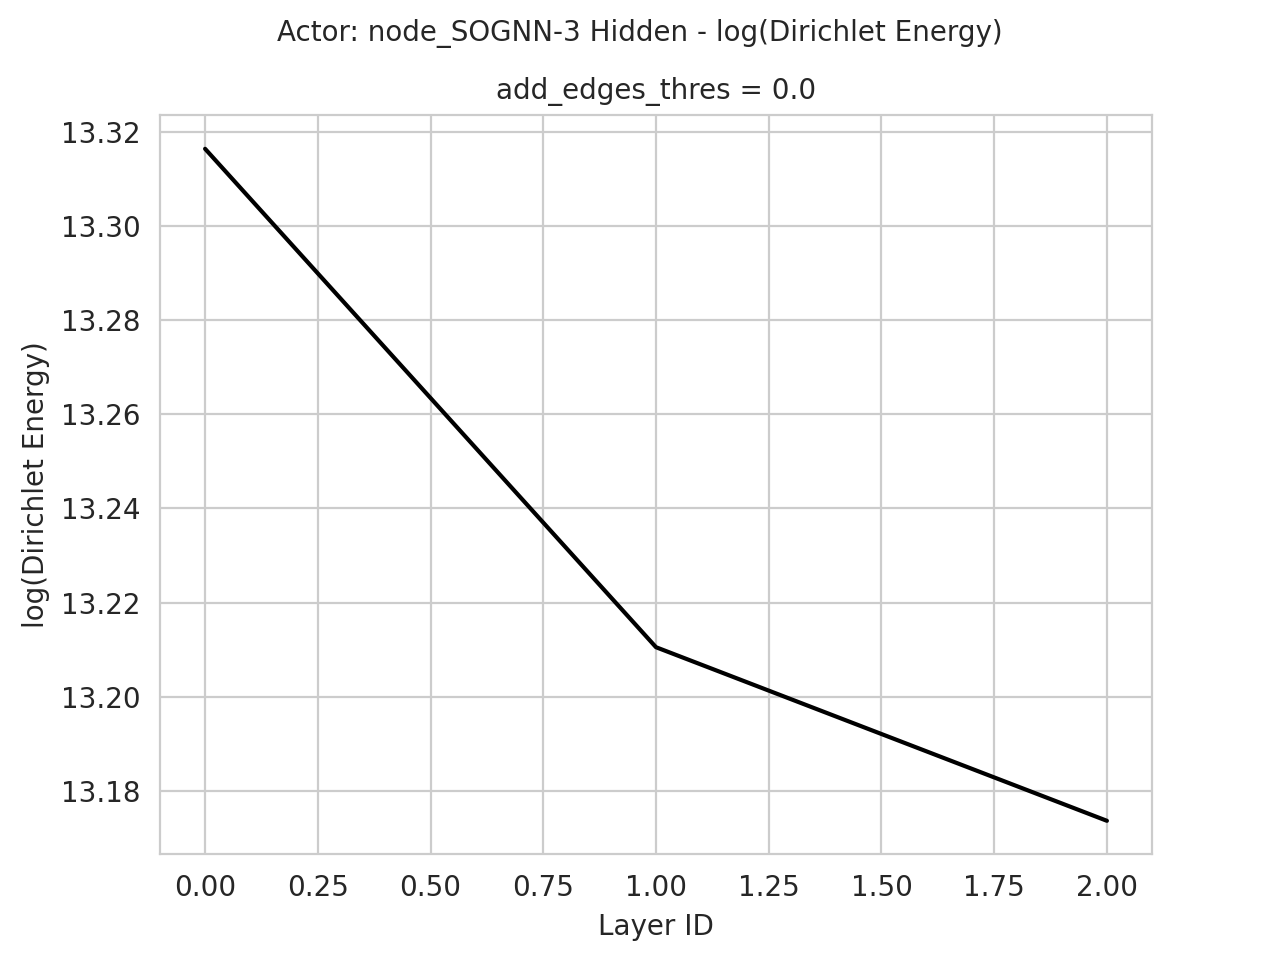 Actor: node_SOGNN-3 Hidden - log(Dirichlet Energy)
add_edges_thres = 0.0
13.32
13.30
13.28
13.26
13.24
13.22
13.20
13.18
log(Dirichlet Energy)
0.00 0.25 0.50 0.75 1.00 1.25 1.50 1.75 2.00
Layer ID